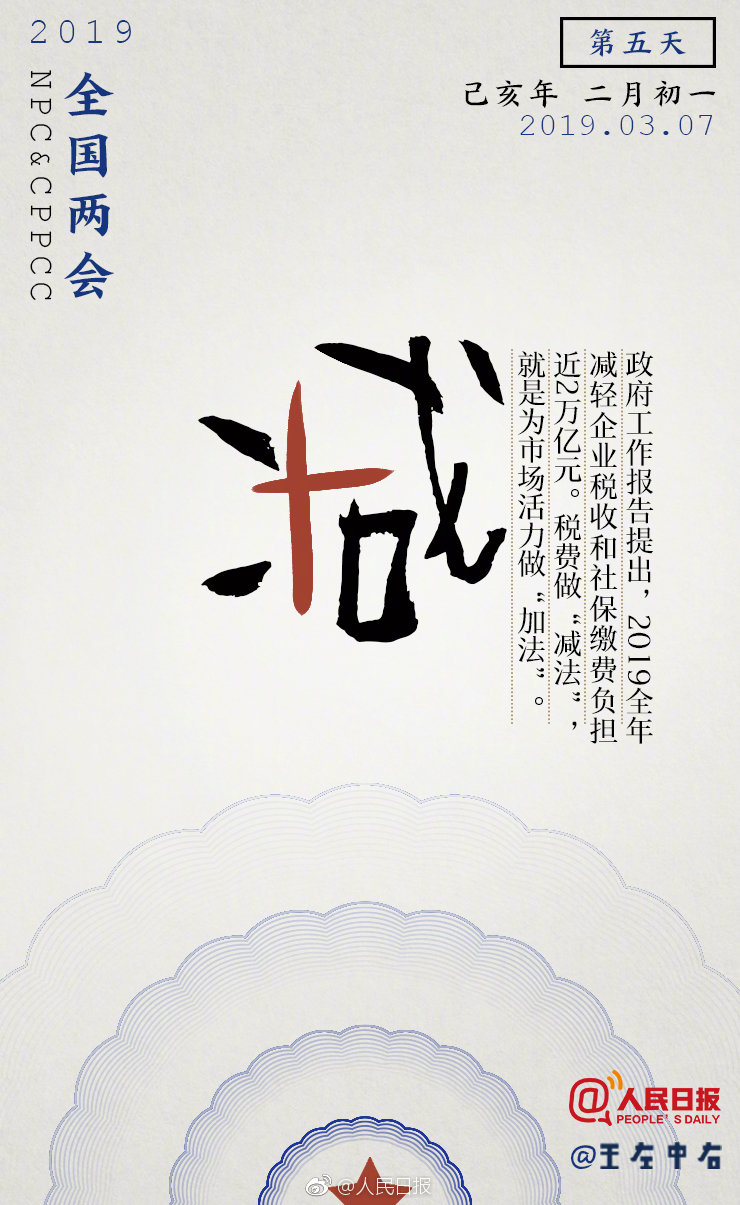 2019
全国两会
NPC&CPPCC
第五天
己亥年 二月初一
2019.03.07
减
政府工作报告提出，2019全年
减轻企业税收和社保缴费负担
近2万亿元。税费做“减法”，
就是为市场活力做“加法”。
@人民日报
PEOPLE'S DAILY
@王左中右
@人民日报